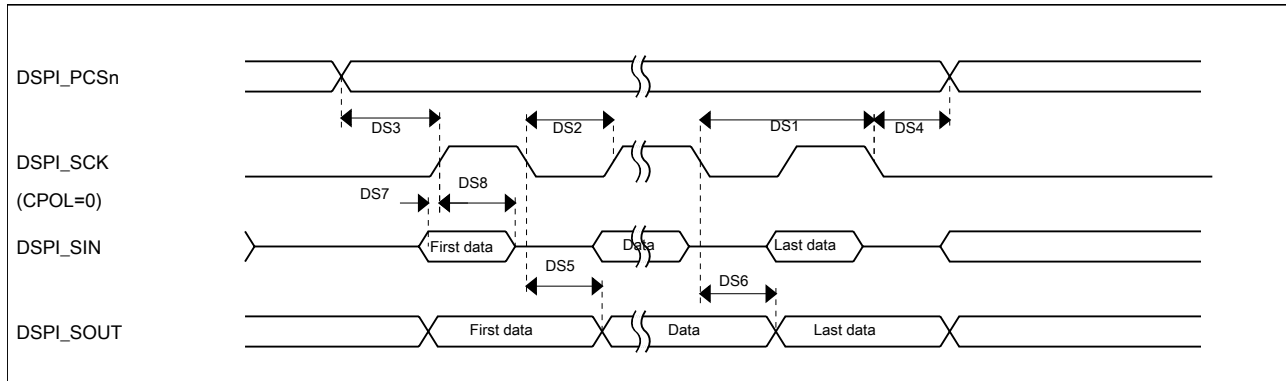 DSPI_PCSn
DS3
DS2
DS1
DS4
DSPI_SCK
(CPOL=0)
DS7
DS8
DSPI_SIN
First data
Data
Last data
DS5
DS6
DSPI_SOUT
First data
Data
Last data